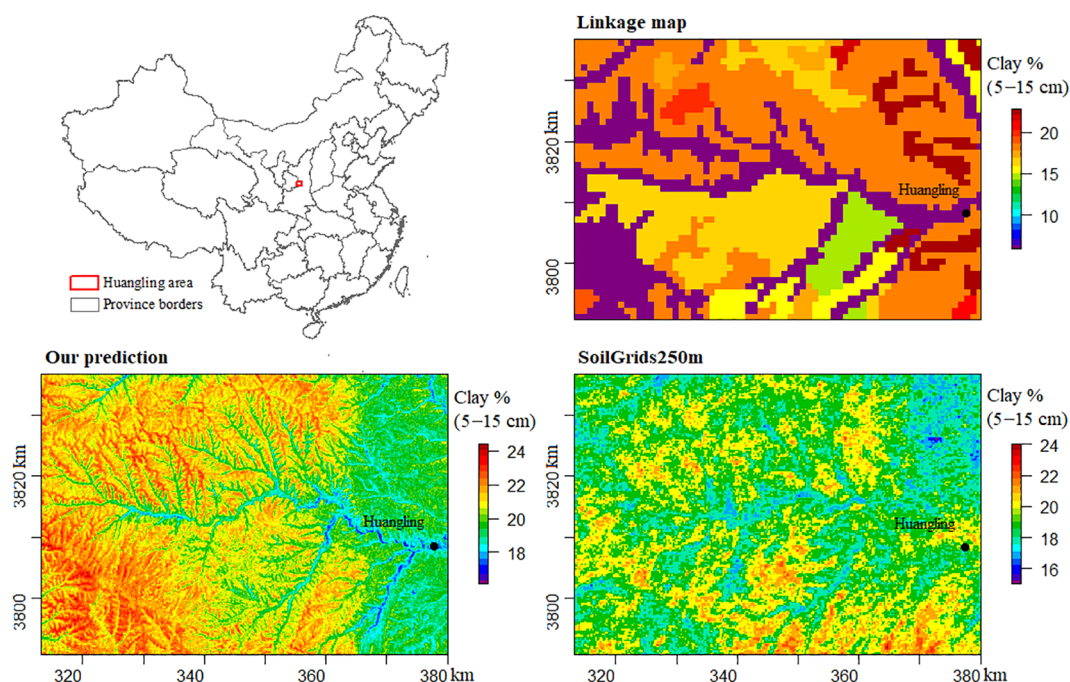 Linkage map
Clay %
(5–15 cm)
20
15
10
3820 km
3800
Huangling
Huangling area
Province borders
Our prediction
Clay %
(5–15 cm)
24
22
20
18
3820 km
3800
Huangling
320
340
360
380 km
SoilGrids250m
Clay %
(5–15 cm)
24
22
20
18
16
3820 km
3800
Huangling
320
340
360
380 km